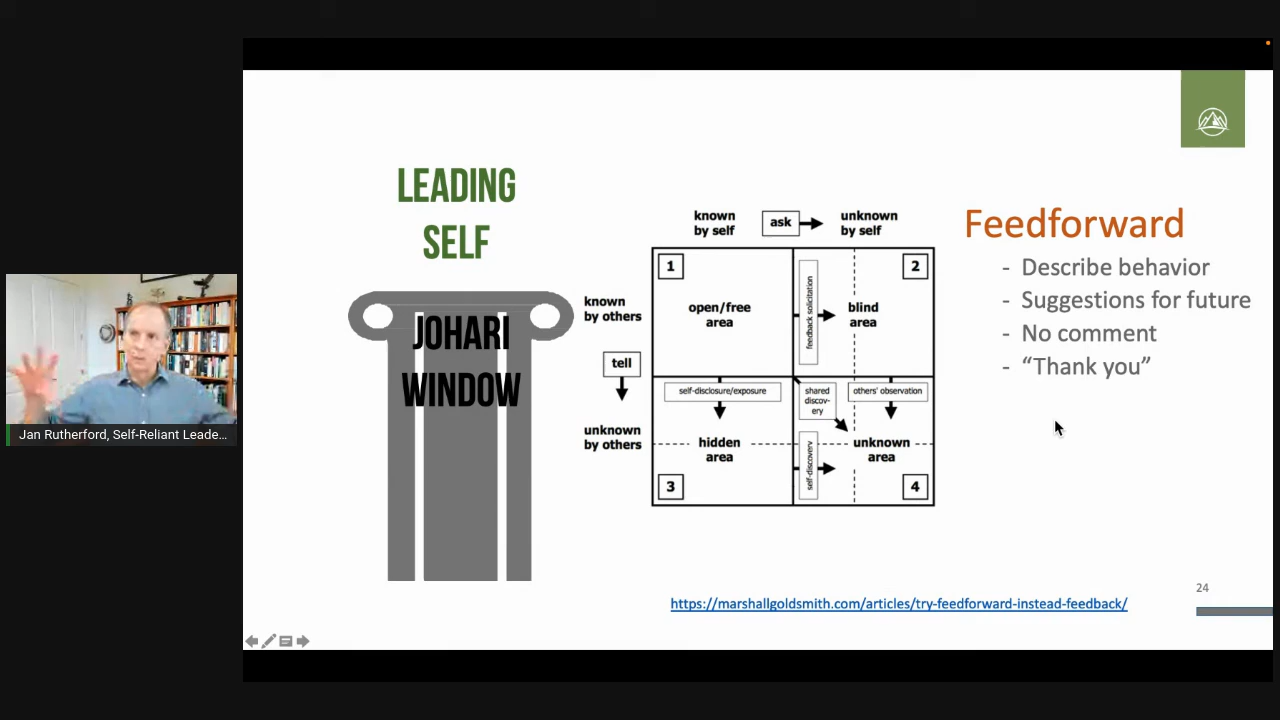 LEADING
SELF
JOHARI
WINDOW
known
by self
ask
unknown
by self
known
by others
tell
unknown
by others
1
open/free
area
feedback solicitation
2
blind
area
self-disclosure/exposure
shared
discov-
ery
others' observation
hidden
area
3
self-discovery
unknown
area
4
Feedforward
- Describe behavior
- Suggestions for future
- No comment
- “Thank you”
Jan Rutherford, Self-Reliant Leade...
24
https://marshallgoldsmith.com/articles/try-feedforward-instead-feedback/